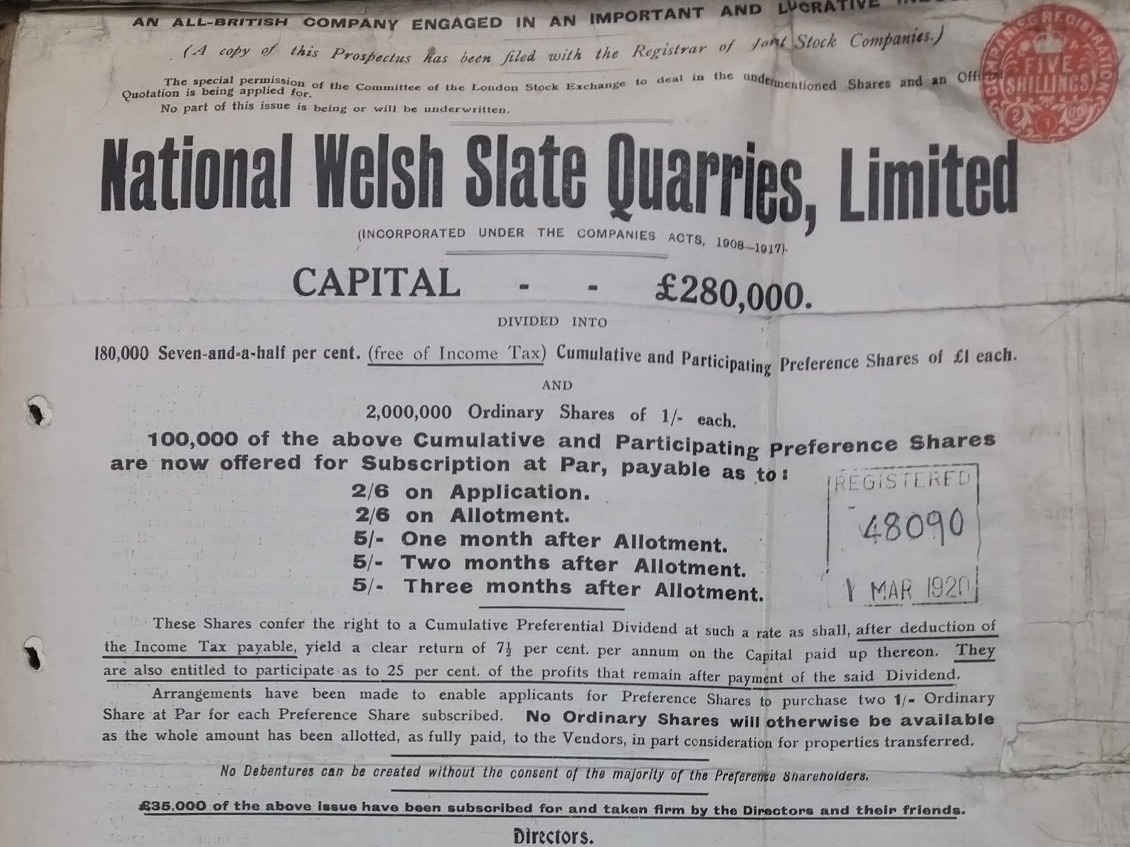 AN ALL-BRITISH COMPANY ENGAGED IN AN IMPORTANT AND LUCRATIVE
(A copy of this Prospectus has been filed with the Registrar of Joint Stock Companies.)
The special permission of the Committee of the London Stock Exchange to deal in the undermentioned Shares and an Official
Quotation is being applied for.
No part of this issue is being or will be underwritten.
COMPANIES REGISTRATION
FIVE
SHILLINGS
National Welsh Slate Quarries, Limited
(INCORPORATED UNDER THE COMPANIES ACTS, 1908–1917).
CAPITAL - - £280,000.
DIVIDED INTO
180,000 Seven-and-a-half per cent. (free of Income Tax) Cumulative and Participating Preference Shares of £1 each.
AND
2,000,000 Ordinary Shares of 1/- each.
100,000 of the above Cumulative and Participating Preference Shares
are now offered for Subscription at Par, payable as to:
2/6 on Application.
2/6 on Allotment.
5/- One month after Allotment.
5/- Two months after Allotment.
5/- Three months after Allotment.
REGISTERED
48090
1 MAR 1920
These Shares confer the right to a Cumulative Preferential Dividend at such a rate as shall, after deduction of
the Income Tax payable, yield a clear return of 7½ per cent. per annum on the Capital paid up thereon. They
are also entitled to participate as to 25 per cent. of the profits that remain after payment of the said Dividend.
Arrangements have been made to enable applicants for Preference Shares to purchase two 1/- Ordinary
Share at Par for each Preference Share subscribed. No Ordinary Shares will otherwise be available
as the whole amount has been allotted, as fully paid, to the Vendors, in part consideration for properties transferred.
No Debentures can be created without the consent of the majority of the Preference Shareholders.
£35,000 of the above issue have been subscribed for and taken firm by the Directors and their friends.
Directors.